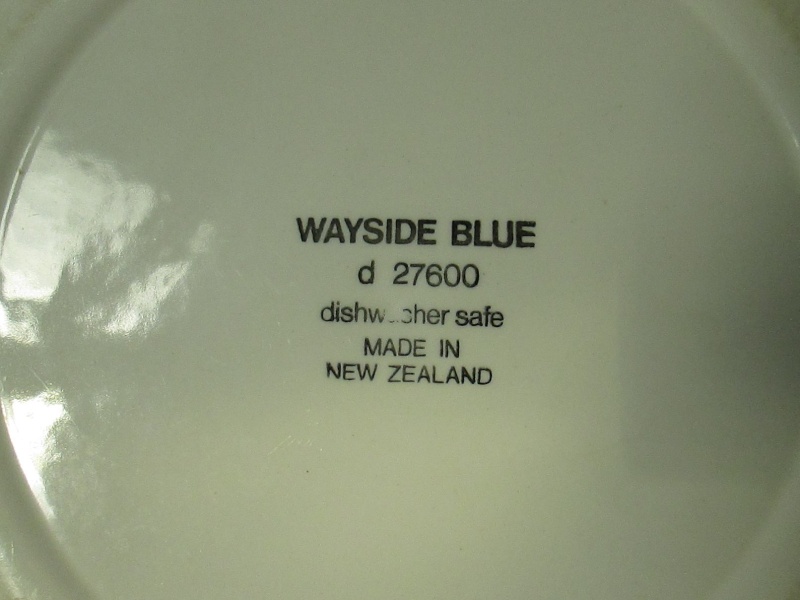 WAYSIDE BLUE
d 27600
dishwasher safe
MADE IN
NEW ZEALAND